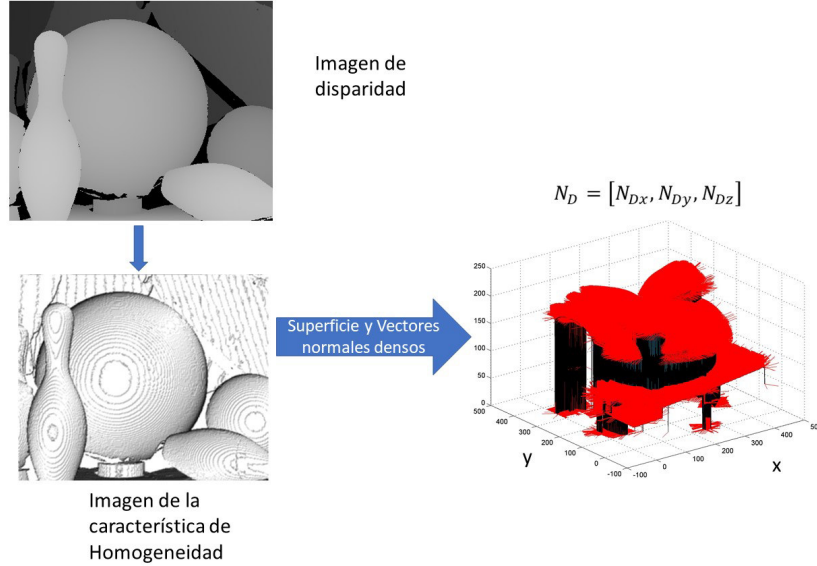 Imagen de
disparidad
N_D = [N_Dx, N_Dy, N_Dz]
Superficie y Vectores
normales densos
250
200
150
100
50
0
500
400
300
200
100
0
-100
-100
0
100
200
300
400
50
y
x
Imagen de la
característica de
Homogeneidad